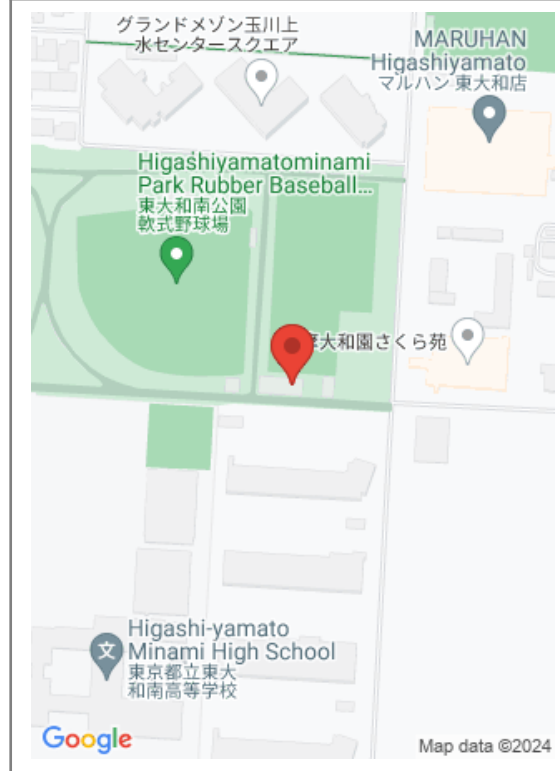 グランドメゾン玉川上
水センタースクエア
MARUHAN
Higashiyamato
マルハン 東大和店
Higashiyamatominami
Park Rubber Baseball...
東大和南公園
軟式野球場
大和園さくら苑
文
Higashi-yamato
Minami High School
東京都立東大
和南高等学校
Google
Map data ©2024